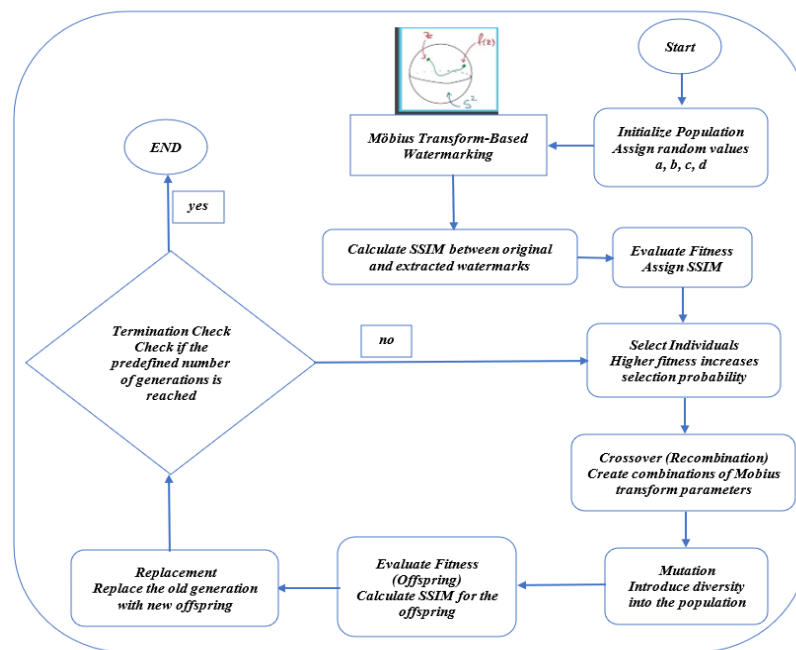 Start
Initialize Population
Assign random values
a, b, c, d
z
f(z)
S²
Möbius Transform-Based
Watermarking
Calculate SSIM between original
and extracted watermarks
Evaluate Fitness
Assign SSIM
Select Individuals
Higher fitness increases
selection probability
Crossover (Recombination)
Create combinations of Mobius
transform parameters
Mutation
Introduce diversity
into the population
Evaluate Fitness
(Offspring)
Calculate SSIM for the
offspring
Replacement
Replace the old generation
with new offspring
Termination Check
Check if the
predefined number
of generations is
reached
no
yes
END